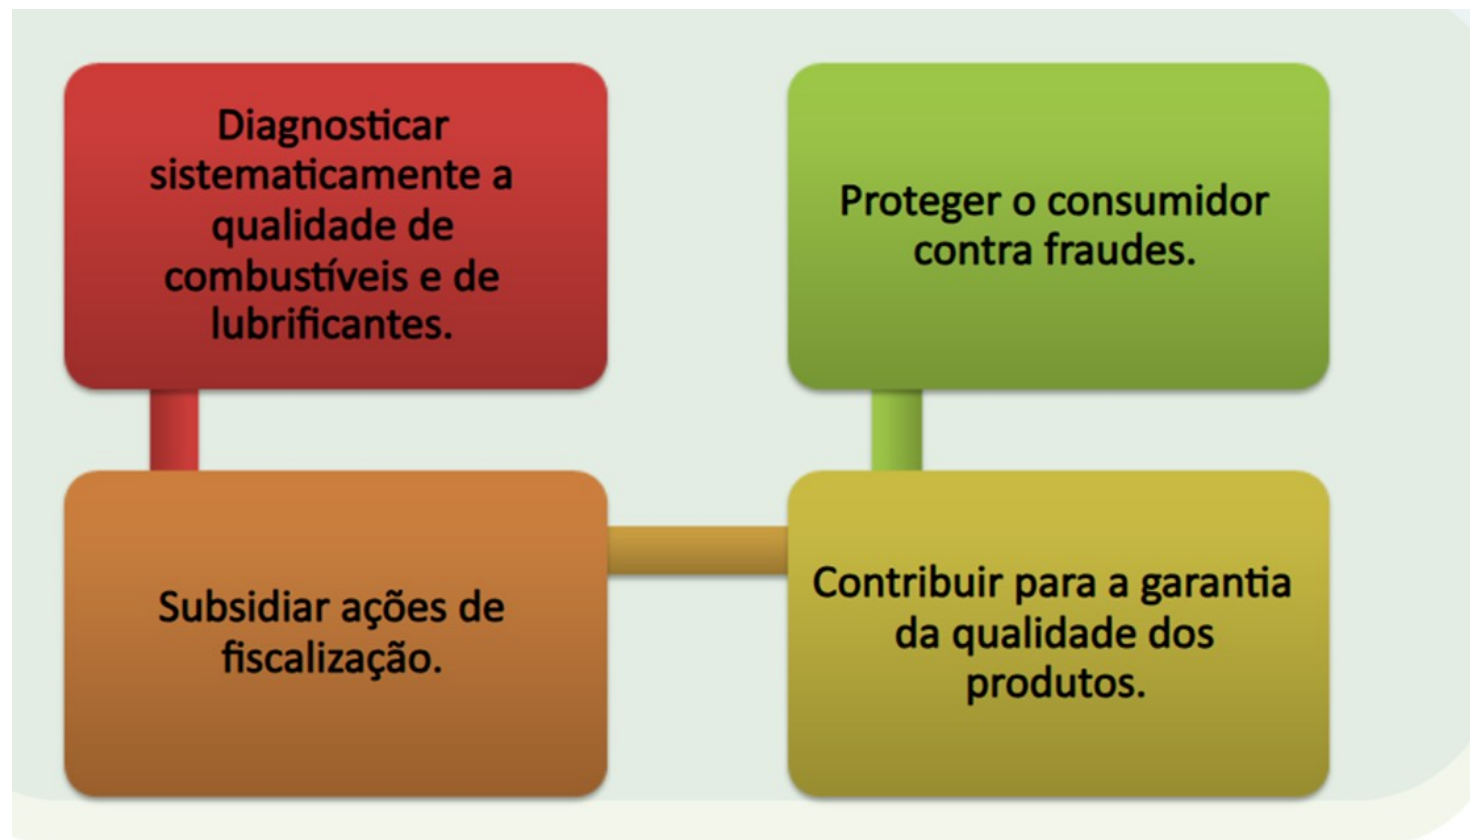 Diagnosticar
sistematicamente a
qualidade de
combustíveis e de
lubrificantes.
Subsidiar ações de
fiscalização.
Contribuir para a garantia
da qualidade dos
produtos.
Proteger o consumidor
contra fraudes.